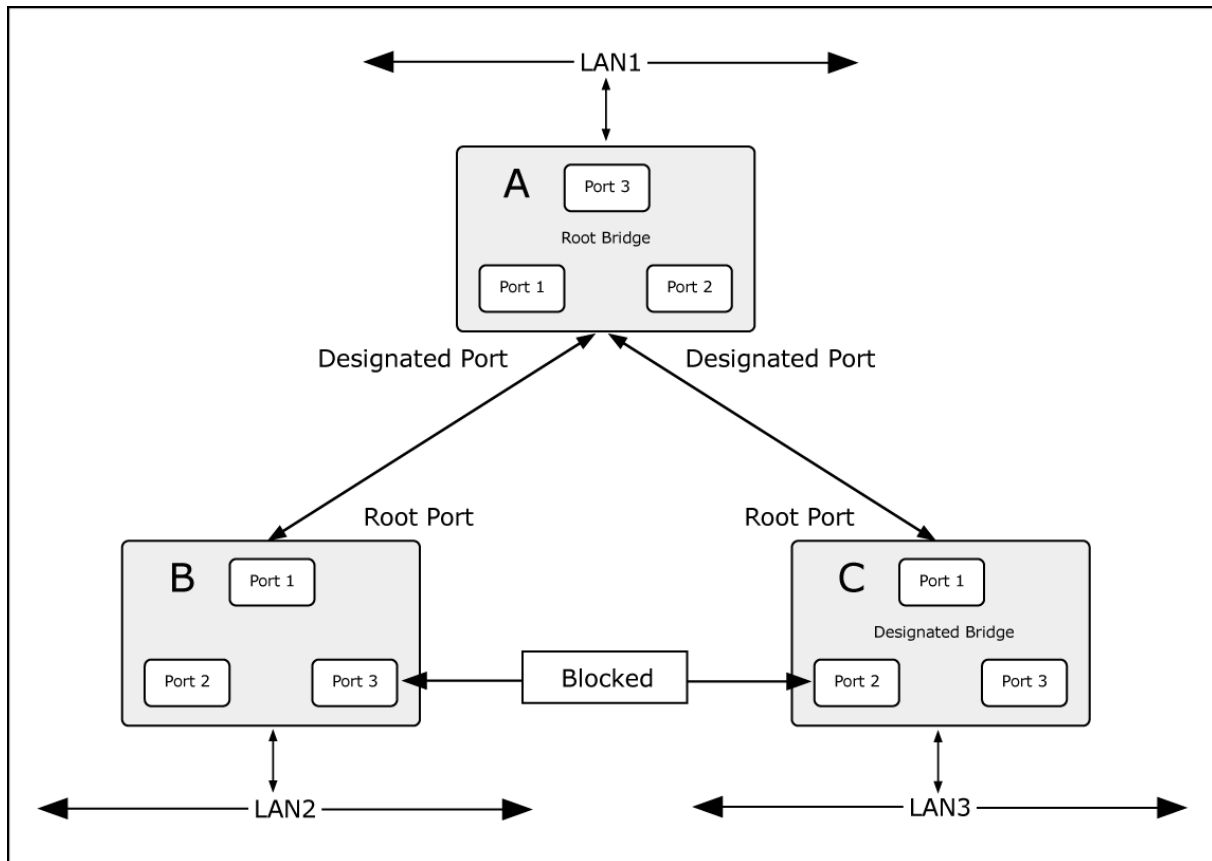 LAN1
A
Port 3
Root Bridge
Port 1
Port 2
Designated Port
Designated Port
Root Port
Root Port
B
Port 1
C
Port 1
Designated Bridge
Port 2
Port 3
Blocked
Port 2
Port 3
LAN2
LAN3